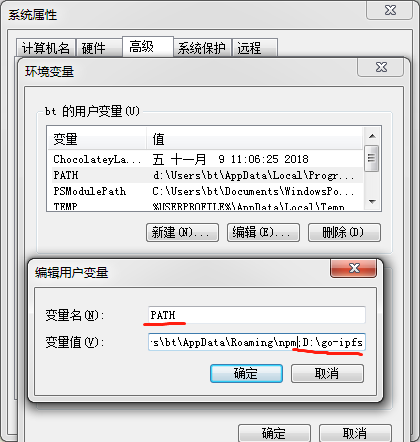 系统属性
计算机名 硬件 高级 系统保护 远程
环境变量
bt 的用户变量(U)
变量 值
ChocolateyLa... 五 十一月 9 11:06:25 2018
PATH d:\Users\bt\AppData\Local\Progr...
PSModulePath C:\Users\bt\Documents\WindowsPo...
TEMP %USERPROFILE%\AppData\Local\Temp
新建(N)... 编辑(E)... 删除(D)
编辑用户变量
变量名(N): PATH
变量值(V): s\bt\AppData\Roaming\npm;D:\go-ipfs
确定 取消
确定 取消